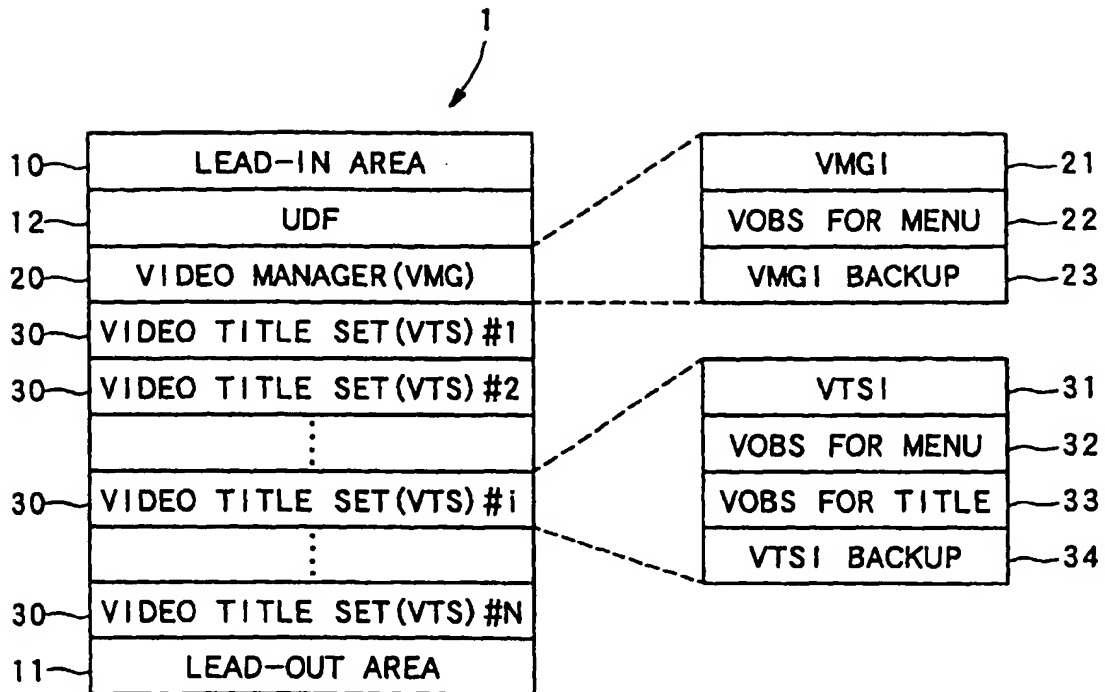 1
10 LEAD-IN AREA
12 UDF
20 VIDEO MANAGER(VMG)
30 VIDEO TITLE SET(VTS)#1
30 VIDEO TITLE SET(VTS)#2
30 VIDEO TITLE SET(VTS)#i
30 VIDEO TITLE SET(VTS)#N
11 LEAD-OUT AREA
VMGI 21
VOBS FOR MENU 22
VMGI BACKUP 23
VTSI 31
VOBS FOR MENU 32
VOBS FOR TITLE 33
VTSI BACKUP 34